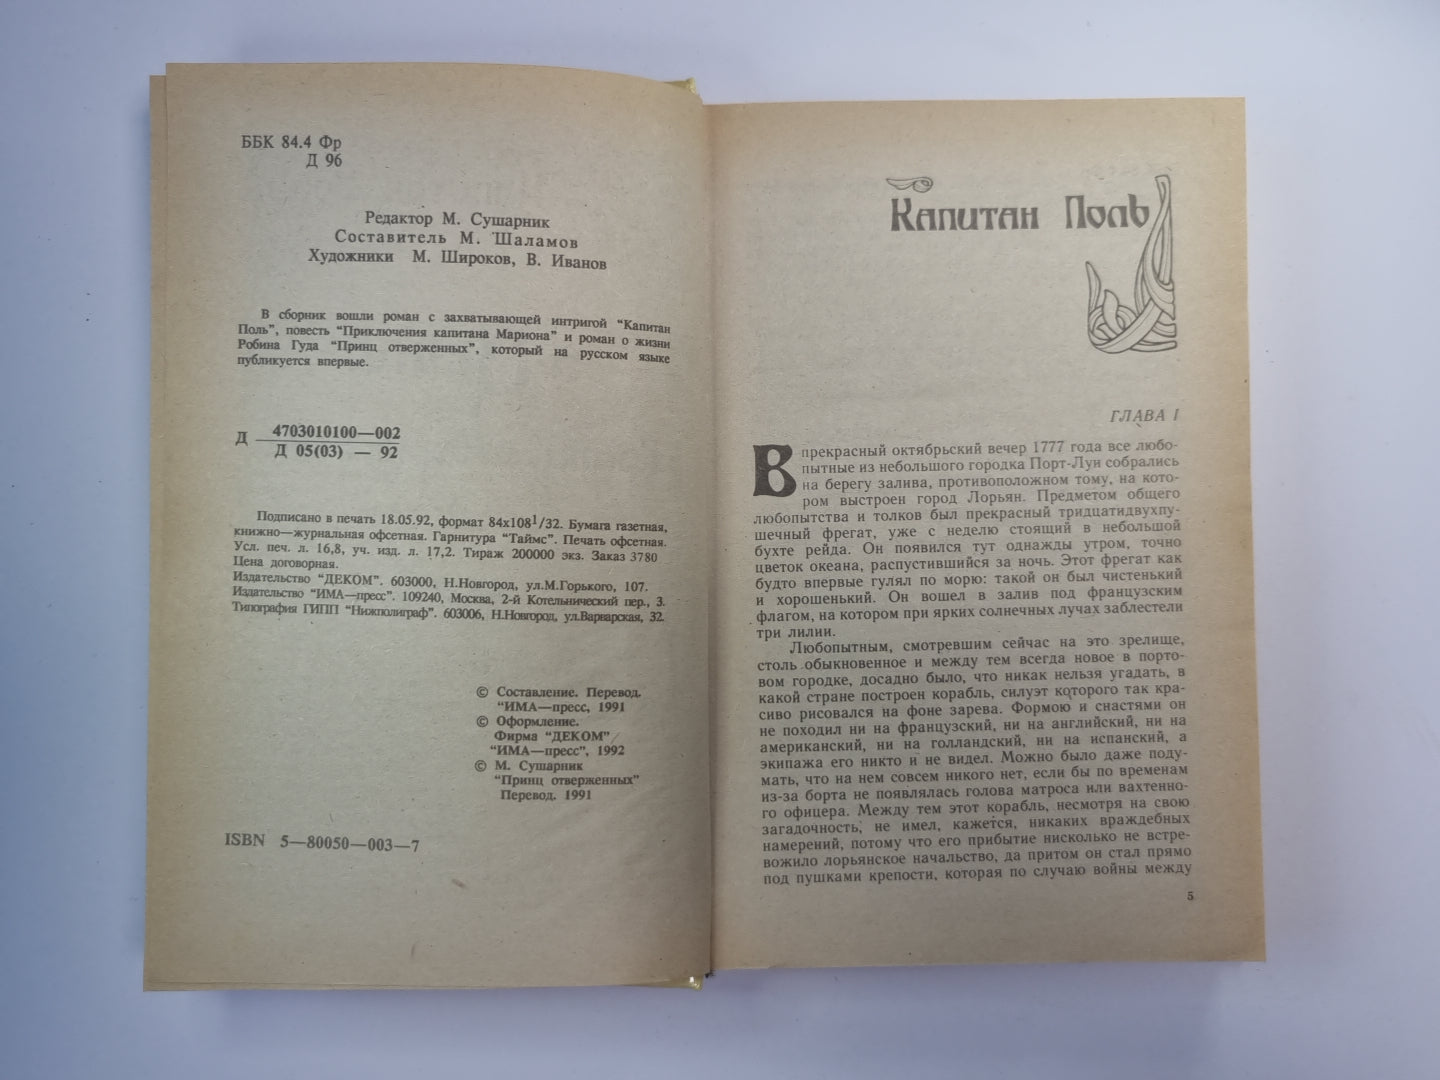 ББК 84.4 Фр
Д 96
Редактор М. Сушарник
Составитель М. Шаламов
Художники М. Широков, В. Иванов
В сборник вошли роман с захватывающей интригой “Капитан
Поль”, повесть “Приключения капитана Мариона” и роман о жизни
Робина Гуда “Принц отверженных”, который на русском языке
публикуется впервые.
Д 4703010100—002
Д 05(03) — 92
Подписано в печать 18.05.92, формат 84х108 1/32. Бумага газетная,
книжно—журнальная офсетная. Гарнитура “Таймс”. Печать офсетная.
Усл. печ. л. 16,8, уч. изд. л. 17,2. Тираж 200000 экз. Заказ 3780
Цена договорная.
Издательство “ДЕКОМ”. 603000, Н.Новгород, ул.М.Горького, 107.
Издательство “ИМА—пресс”. 109240, Москва, 2-й Котельнический пер., 3.
Типография ГИПП “Нижполиграф”. 603006, Н.Новгород, ул.Варварская, 32.
© Составление. Перевод.
“ИМА—пресс, 1991
© Оформление.
Фирма “ДЕКОМ”
“ИМА—пресс”, 1992
© М. Сушарник
“Принц отверженных”
Перевод. 1991
ISBN 5—80050—003—7
Капитан Поль
ГЛАВА I
В прекрасный октябрьский вечер 1777 года все любо-
пытные из небольшого городка Порт-Луи собрались
на берегу залива, противоположном тому, на кото-
ром выстроен город Лорьян. Предметом общего
любопытства и толков был прекрасный тридцатидвухпу-
шечный фрегат, уже с неделю стоящий в небольшой
бухте рейда. Он появился тут однажды утром, точно
цветок океана, распустившийся за ночь. Этот фрегат как
будто впервые гулял по морю: такой он был чистенький
и хорошенький. Он вошел в залив под французским
флагом, на котором при ярких солнечных лучах заблестели
три лилии.
Любопытным, смотревшим сейчас на это зрелище,
столь обыкновенное и между тем всегда новое в порто-
вом городке, досадно было, что никак нельзя угадать, в
какой стране построен корабль, силуэт которого так кра-
сиво рисовался на фоне зарева. Формою и снастями он
не походил ни на французский, ни на английский, ни на
американский, ни на голландский, ни на испанский, а
экипажа его никто и не видел. Можно было даже поду-
мать, что на нем совсем никого нет, если бы по временам
из-за борта не появлялась голова матроса или вахтенно-
го офицера. Между тем этот корабль, несмотря на свою
загадочность, не имел, кажется, никаких враждебных
намерений, потому что его прибытие нисколько не встре-
вожило лорьянское начальство, да притом он стал прямо
под пушками крепости, которая по случаю войны между
5